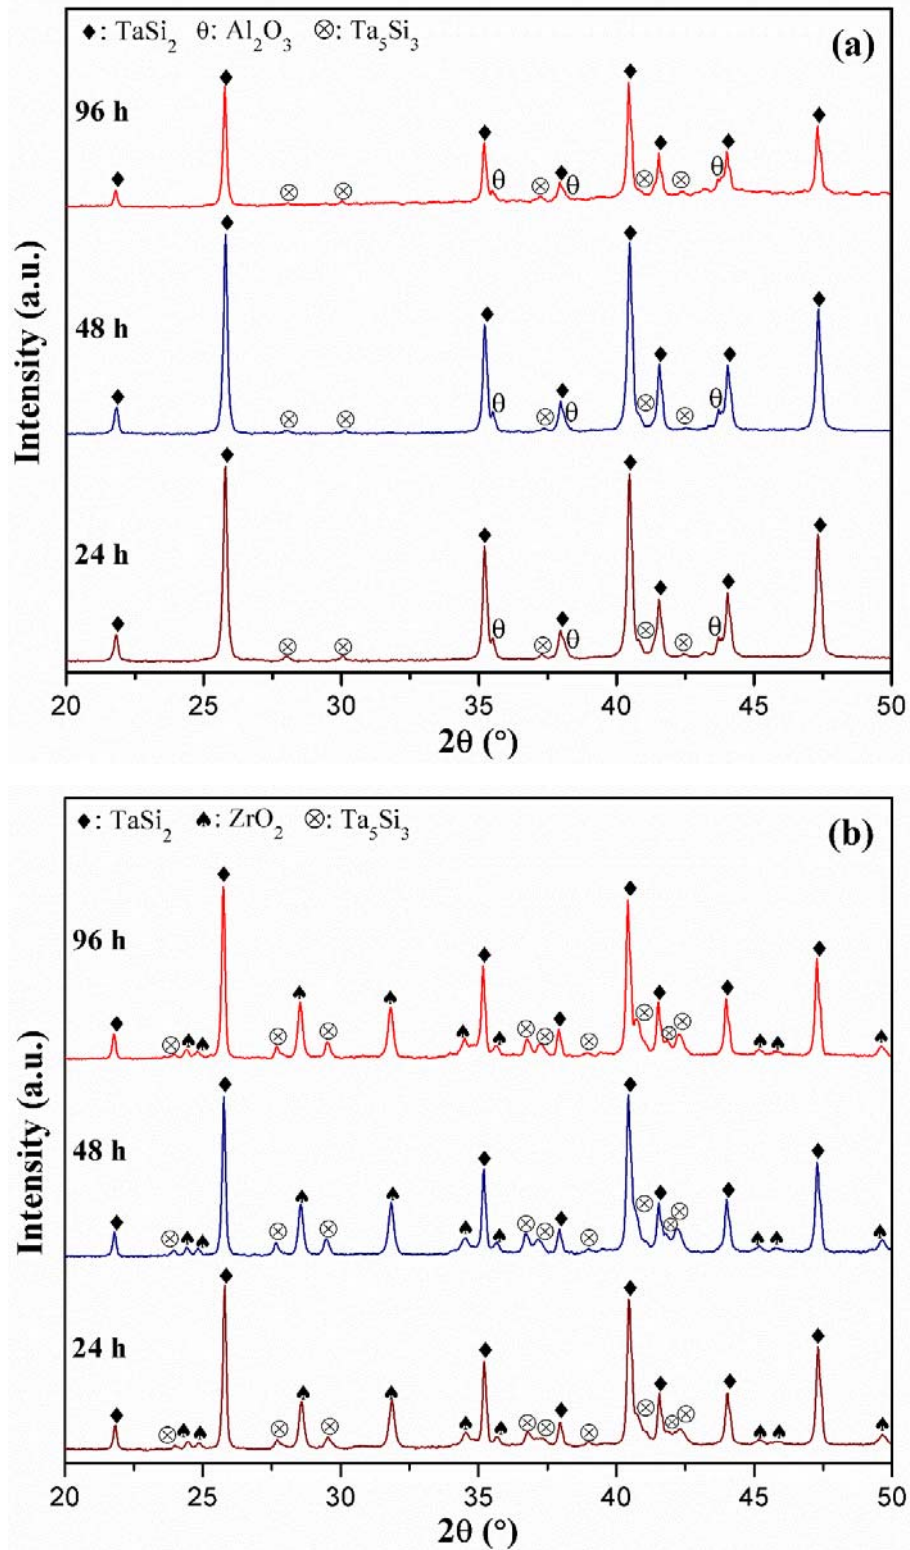 ◆: TaSi₂ θ: Al₂O₃ ⊗: Ta₅Si₃
(a)
96 h
θ θ θ
48 h
θ θ θ
24 h
θ θ θ
Intensity (a.u.)
20 25 30 35 40 45 50
2θ (°)
◆: TaSi₂ ♠: ZrO₂ ⊗: Ta₅Si₃
(b)
96 h
48 h
24 h
Intensity (a.u.)
20 25 30 35 40 45 50
2θ (°)